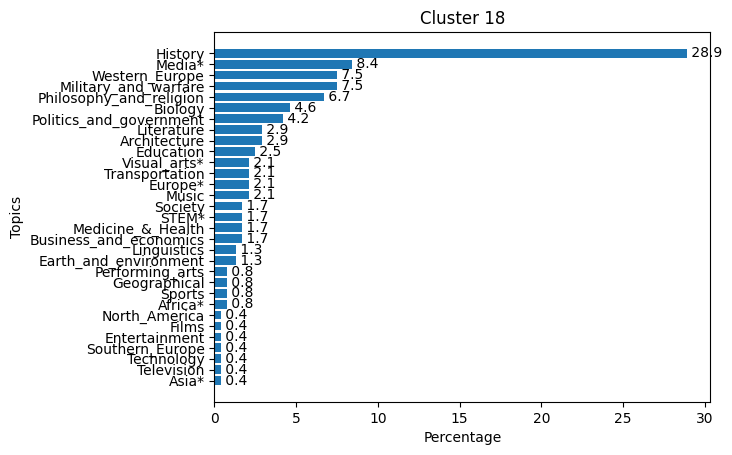 Cluster 18
Topics
History 28.9
Media* 8.4
Western_Europe 7.5
Military_and_warfare 7.5
Philosophy_and_religion 6.7
Biology 4.6
Politics_and_government 4.2
Literature 2.9
Architecture 2.9
Education 2.5
Visual_arts* 2.1
Transportation 2.1
Europe* 2.1
Music 2.1
Society 1.7
STEM* 1.7
Medicine_&_Health 1.7
Business_and_economics 1.7
Linguistics 1.3
Earth_and_environment 1.3
Performing_arts 0.8
Geographical 0.8
Sports 0.8
Africa* 0.8
North_America 0.4
Films 0.4
Entertainment 0.4
Southern_Europe 0.4
Technology 0.4
Television 0.4
Asia* 0.4
0 5 10 15 20 25 30
Percentage